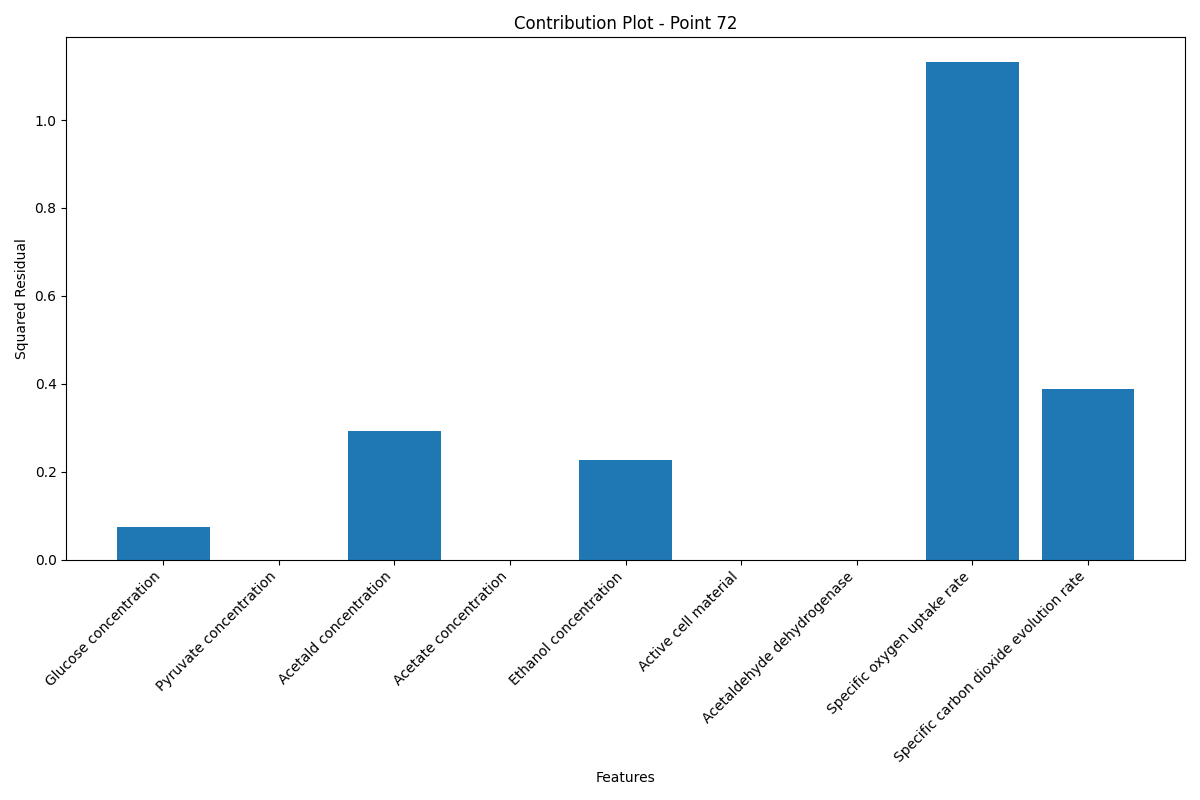 Contribution Plot - Point 72
Squared Residual
1.0
0.8
0.6
0.4
0.2
0.0
Glucose concentration
Pyruvate concentration
Acetald concentration
Acetate concentration
Ethanol concentration
Active cell material
Acetaldehyde dehydrogenase
Specific oxygen uptake rate
Specific carbon dioxide evolution rate
Features